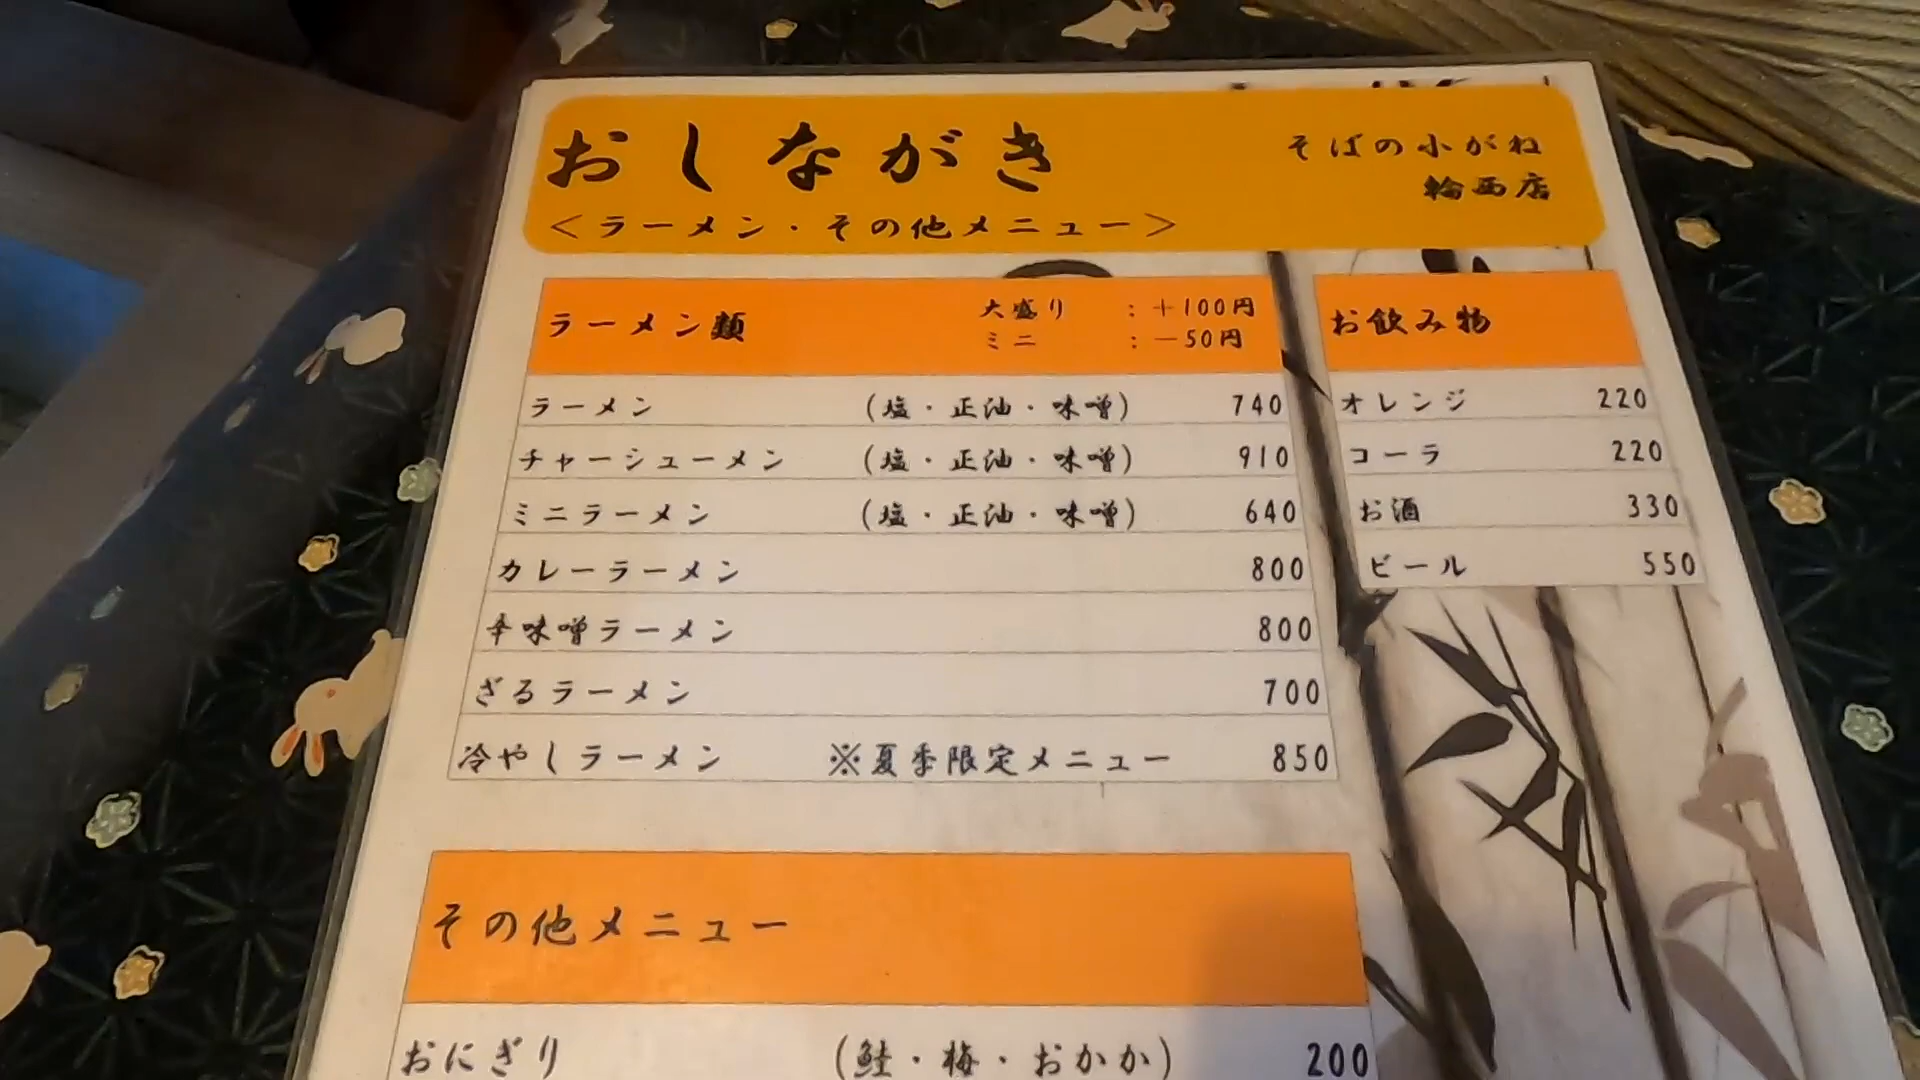 おしながき
そばの小がね
輪西店
＜ラーメン・その他メニュー＞
ラーメン類
大盛り ：＋100円
ミニ ：－50円
ラーメン （塩・正油・味噌） 740
チャーシューメン （塩・正油・味噌） 910
ミニラーメン （塩・正油・味噌） 640
カレーラーメン 800
辛味噌ラーメン 800
ざるラーメン 700
冷やしラーメン ※夏季限定メニュー 850
お飲み物
オレンジ 220
コーラ 220
お酒 330
ビール 550
その他メニュー
おにぎり （鮭・梅・おかか） 200